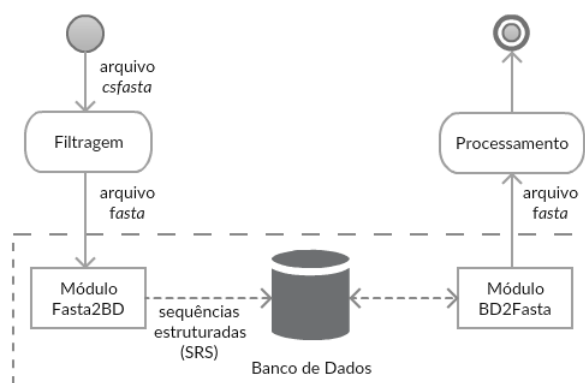 arquivo
csfasta
Filtragem
arquivo
fasta
Módulo
Fasta2BD
sequências
estruturadas
(SRS)
Banco de Dados
Módulo
BD2Fasta
arquivo
fasta
Processamento